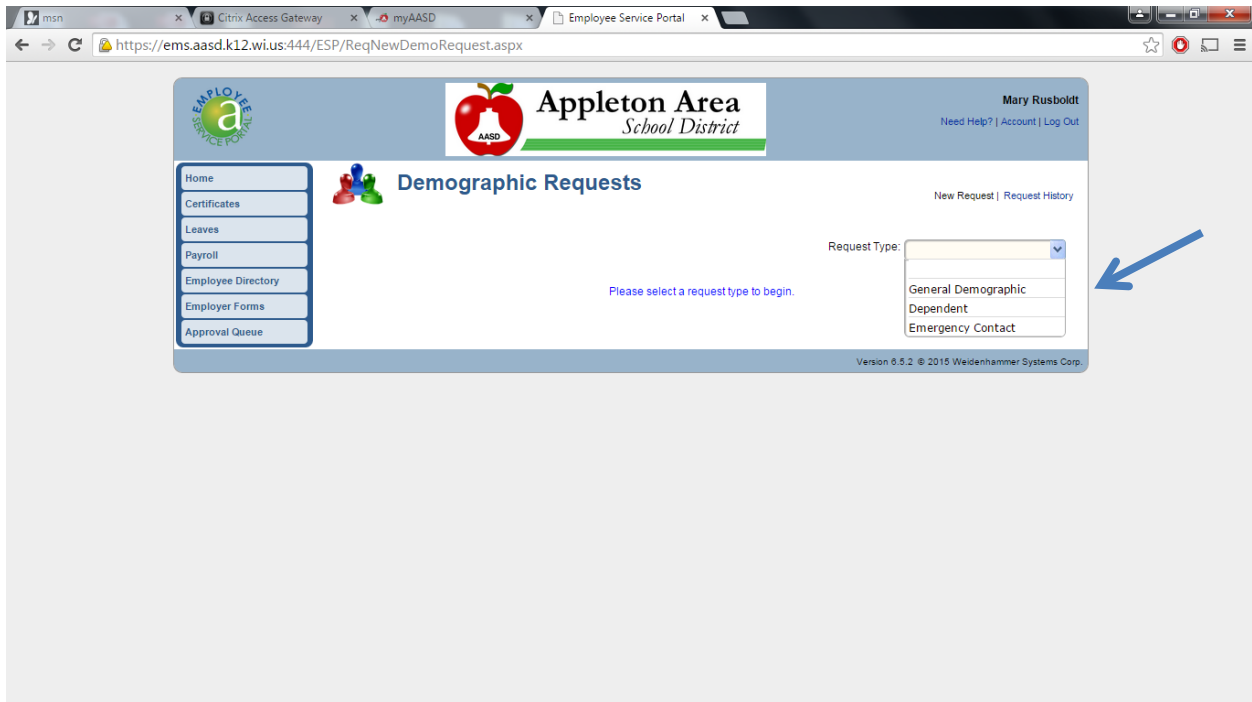 msn
Citrix Access Gateway
myAASD
Employee Service Portal
https://ems.aasd.k12.wi.us:444/ESP/ReqNewDemoRequest.aspx
EMPLOYEE
a
SERVICE PORTAL
AASD
Appleton Area
School District
Mary Rusboldt
Need Help? | Account | Log Out
Home
Certificates
Leaves
Payroll
Employee Directory
Employer Forms
Approval Queue
Demographic Requests
New Request | Request History
Request Type:
General Demographic
Dependent
Emergency Contact
Please select a request type to begin.
Version 6.5.2 © 2015 Weidenhammer Systems Corp.